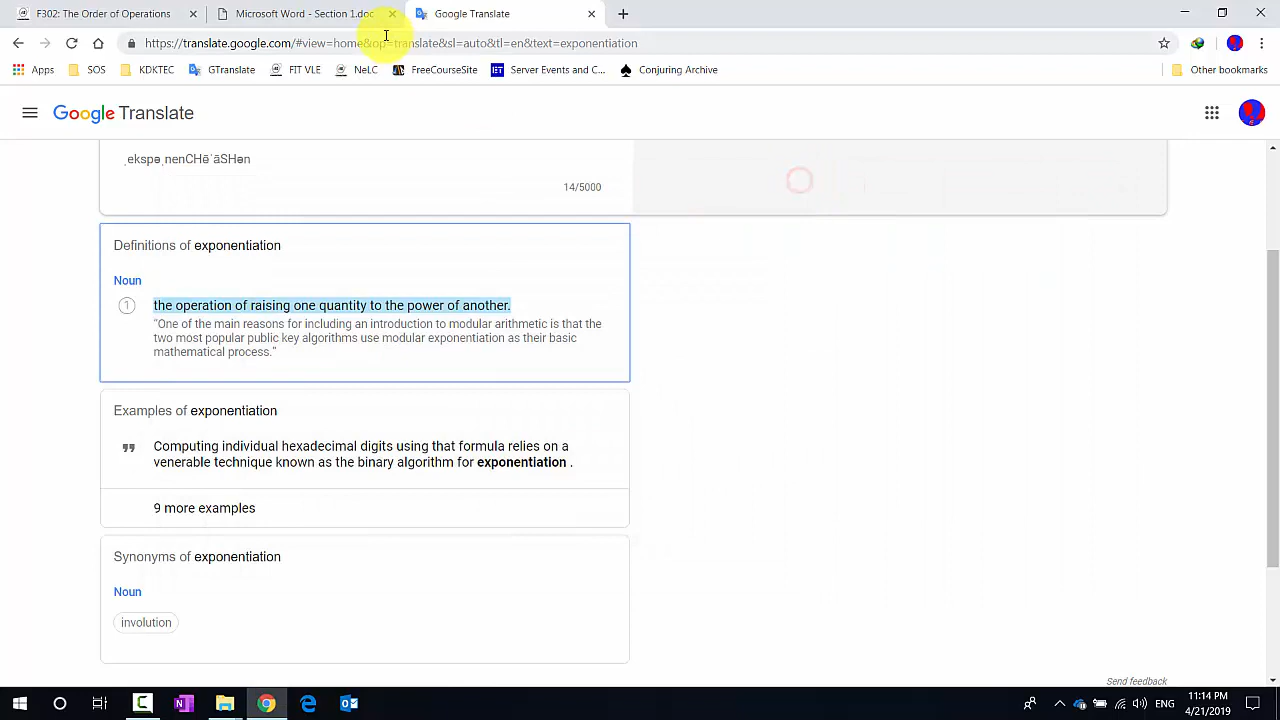 F302: The Order of Operations
Microsoft Word - Section 1.doc
Google Translate
https://translate.google.com/#view=home&op=translate&sl=auto&tl=en&text=exponentiation
Apps
SOS
KDKTEC
GTranslate
FIT VLE
NeLC
FreeCourseSite
Server Events and C...
Conjuring Arcade
Other bookmarks
Google Translate
ˌekspəˌnenCHēˈāSHən
14/5000
Definitions of exponentiation
Noun
1 the operation of raising one quantity to the power of another.
"One of the main reasons for including an introduction to modular arithmetic is that the
two most popular public key algorithms use modular exponentiation as their basic
mathematical process."
Examples of exponentiation
Computing individual hexadecimal digits using that formula relies on a
venerable technique known as the binary algorithm for exponentiation .
9 more examples
Synonyms of exponentiation
Noun
involution
Send feedback
ENG
11:14 PM
4/21/2019